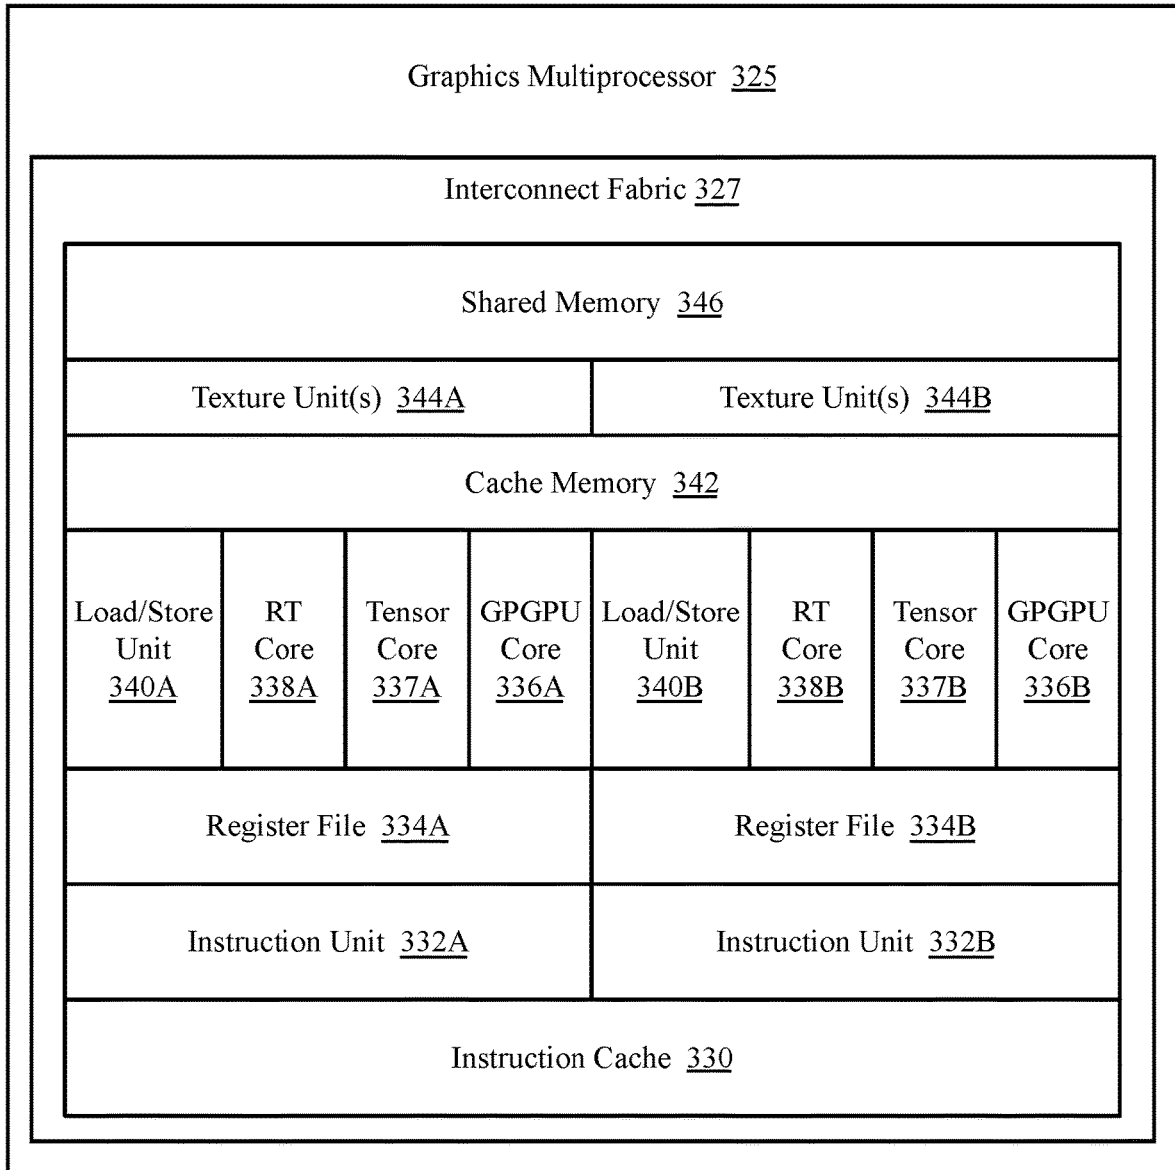 Graphics Multiprocessor 325
Interconnect Fabric 327
Shared Memory 346
Texture Unit(s) 344A
Texture Unit(s) 344B
Cache Memory 342
Load/Store
Unit
340A
RT
Core
338A
Tensor
Core
337A
GPGPU
Core
336A
Load/Store
Unit
340B
RT
Core
338B
Tensor
Core
337B
GPGPU
Core
336B
Register File 334A
Register File 334B
Instruction Unit 332A
Instruction Unit 332B
Instruction Cache 330